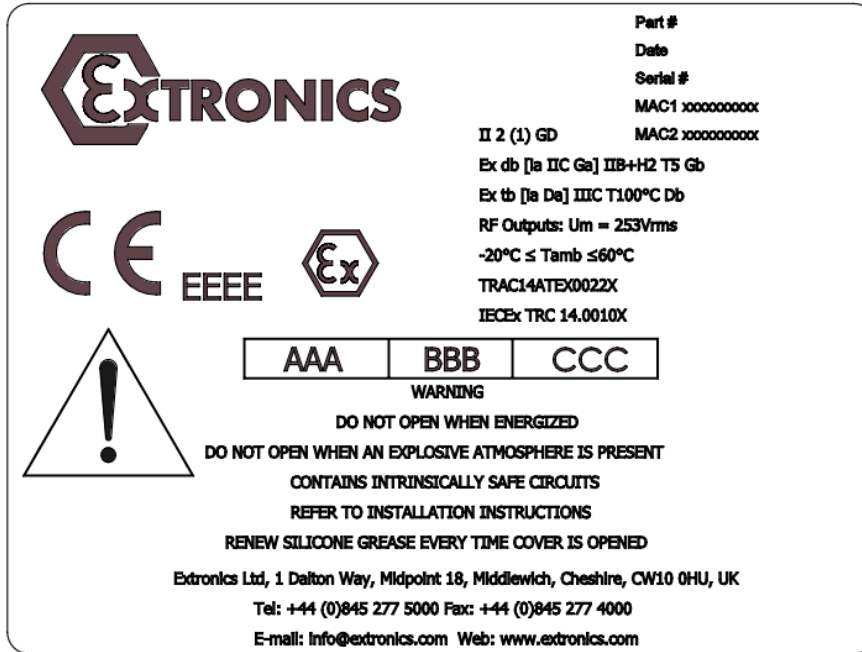 Part #
Date
Serial #
MAC1 xxxxxxxxxx
MAC2 xxxxxxxxxx
EXTRONICS
II 2 (1) GD
Ex db [ia IIC Ga] IIB+H2 T5 Gb
Ex tb [ia Da] IIIC T100°C Db
RF Outputs: Um = 253Vrms
-20°C ≤ Tamb ≤60°C
TRAC14ATEX0022X
IECEx TRC 14.0010X
CE EEEE Ex
AAA BBB CCC
WARNING
DO NOT OPEN WHEN ENERGIZED
DO NOT OPEN WHEN AN EXPLOSIVE ATMOSPHERE IS PRESENT
CONTAINS INTRINSICALLY SAFE CIRCUITS
REFER TO INSTALLATION INSTRUCTIONS
RENEW SILICONE GREASE EVERY TIME COVER IS OPENED
Extronics Ltd, 1 Dalton Way, Midpoint 18, Middlewich, Cheshire, CW10 0HU, UK
Tel: +44 (0)845 277 5000 Fax: +44 (0)845 277 4000
E-mail: info@extronics.com Web: www.extronics.com